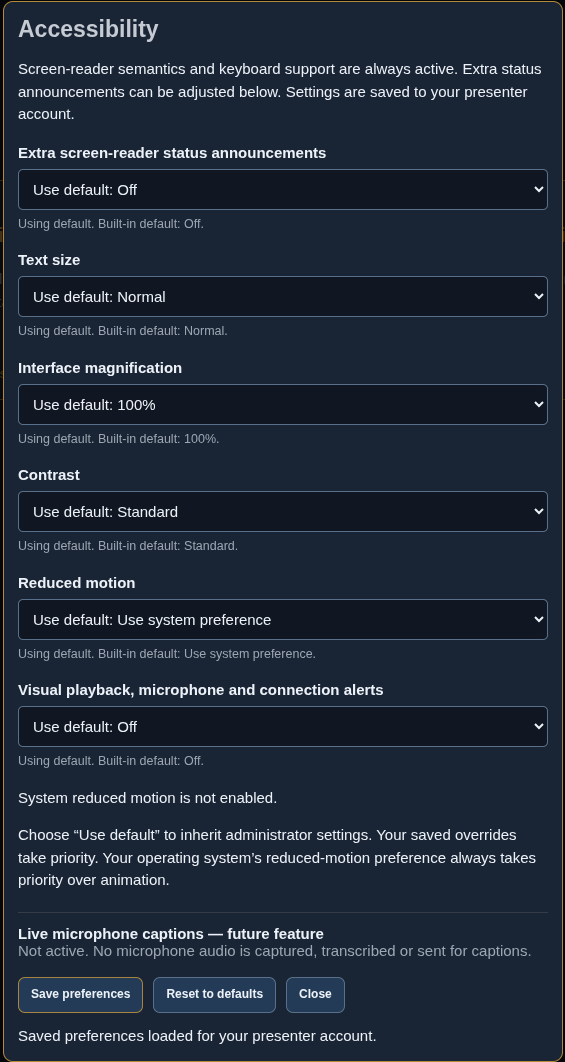 Accessibility
Screen-reader semantics and keyboard support are always active. Extra status
announcements can be adjusted below. Settings are saved to your presenter
account.
Extra screen-reader status announcements
Use default: Off
Using default. Built-in default: Off.
Text size
Use default: Normal
Using default. Built-in default: Normal.
Interface magnification
Use default: 100%
Using default. Built-in default: 100%.
Contrast
Use default: Standard
Using default. Built-in default: Standard.
Reduced motion
Use default: Use system preference
Using default. Built-in default: Use system preference.
Visual playback, microphone and connection alerts
Use default: Off
Using default. Built-in default: Off.
System reduced motion is not enabled.
Choose “Use default” to inherit administrator settings. Your saved overrides
take priority. Your operating system’s reduced-motion preference always takes
priority over animation.
Live microphone captions — future feature
Not active. No microphone audio is captured, transcribed or sent for captions.
Save preferences Reset to defaults Close
Saved preferences loaded for your presenter account.